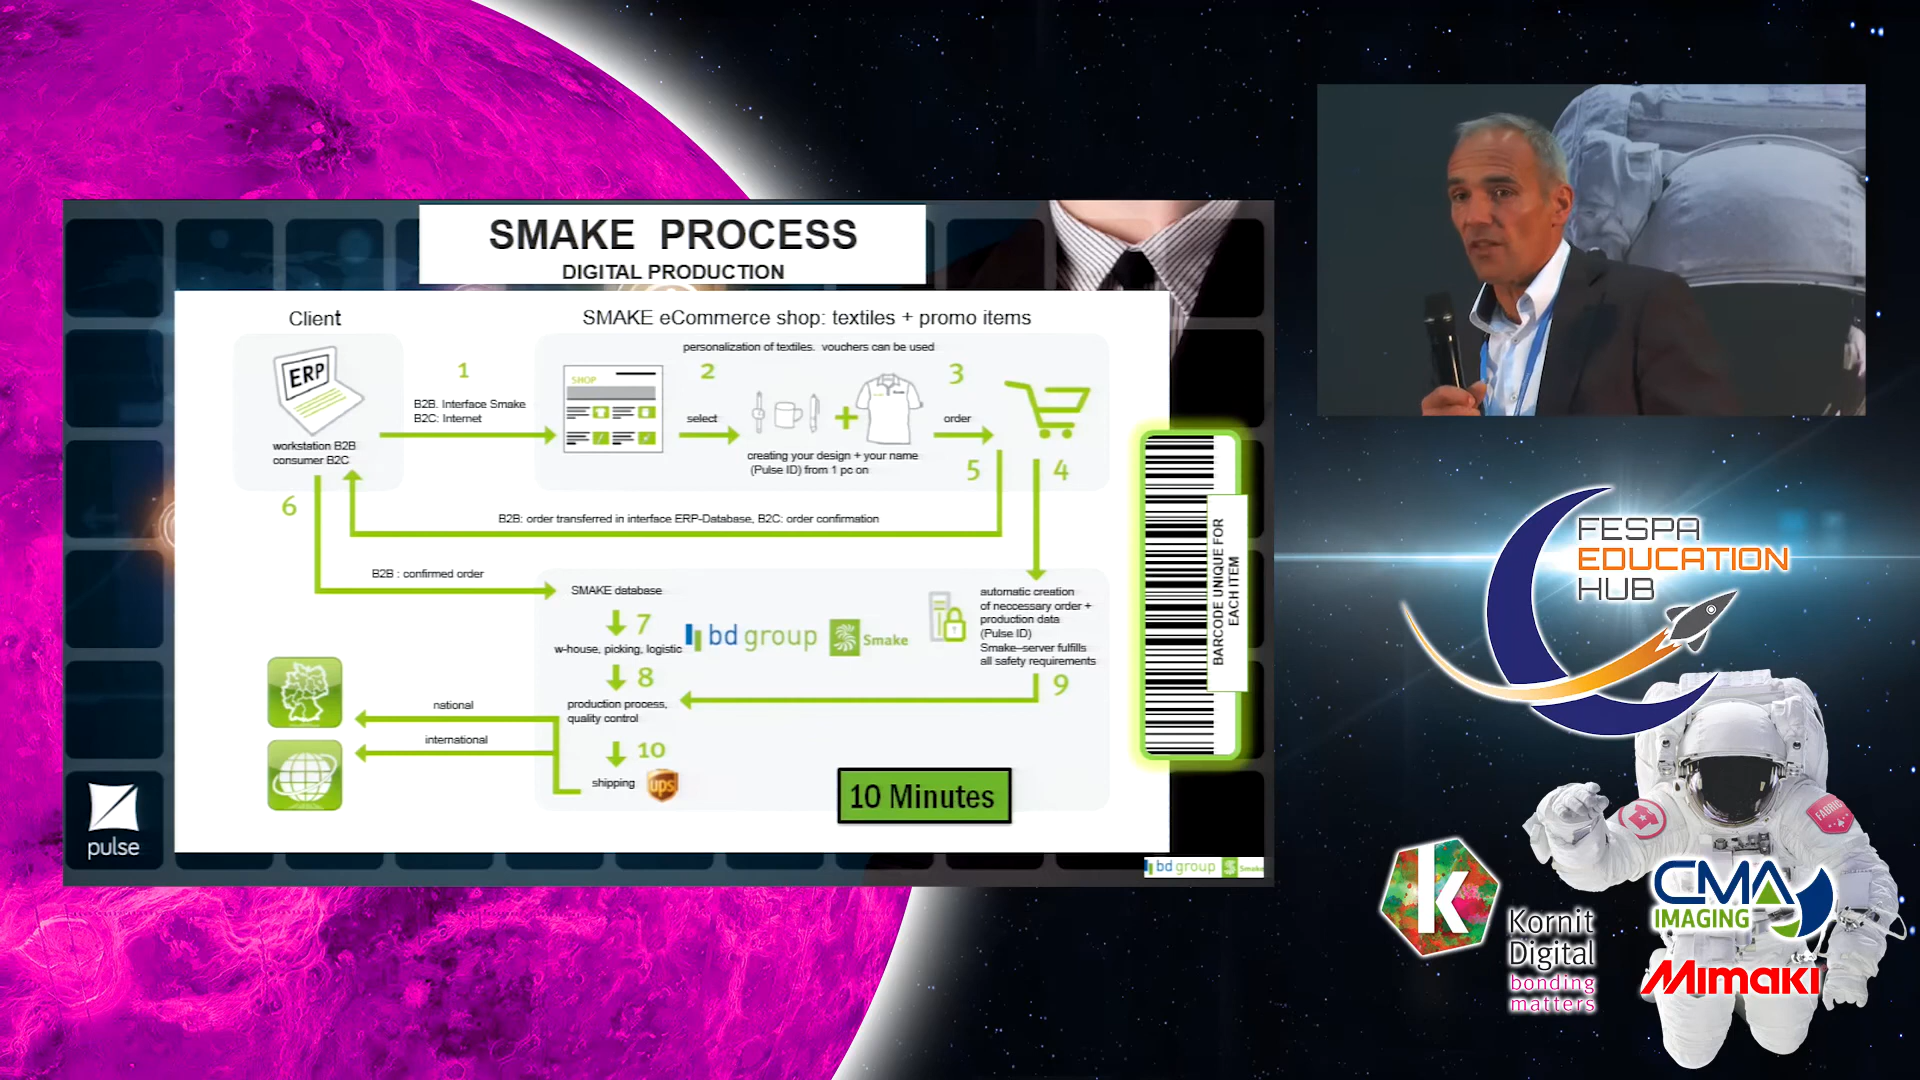 SMAKE PROCESS
DIGITAL PRODUCTION
Client
SMAKE eCommerce shop: textiles + promo items
personalization of textiles. vouchers can be used
ERP
workstation B2B
consumer B2C
1
B2B. Interface Smake
B2C: Internet
SHOP
2
select
creating your design + your name
(Pulse ID) from 1 pc on
3
order
5
4
6
B2B: order transferred in interface ERP-Database, B2C: order confirmation
B2B : confirmed order
SMAKE database
7
w-house, picking, logistic
bd group
Smake
8
production process,
quality control
automatic creation
of neccessary order +
production data
(Pulse ID)
Smake–server fulfills
all safety requirements
9
national
international
10
shipping
ups
10 Minutes
BARCODE UNIQUE FOR
EACH ITEM
pulse
bd group
Smake
FESPA
EDUCATION
HUB
FABRIC
K
Kornit
Digital
bonding
matters
CMA
IMAGING
Mimaki